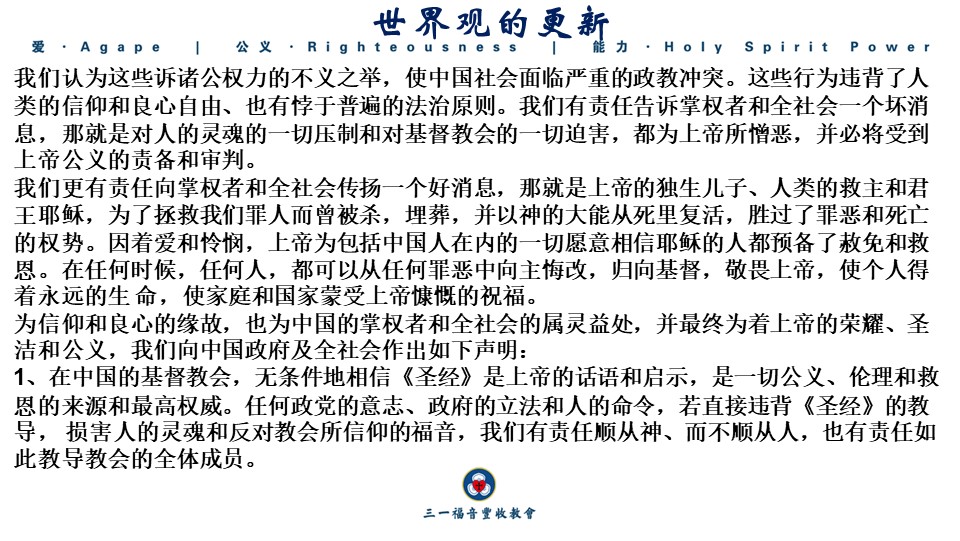 世界观的更新
爱 · Agape | 公义 · Righteousness | 能力 · Holy Spirit Power
我们认为这些诉诸公权力的不义之举，使中国社会面临严重的政教冲突。这些行为违背了人
类的信仰和良心自由、也有悖于普遍的法治原则。我们有责任告诉掌权者和全社会一个坏消
息，那就是对人的灵魂的一切压制和对基督教会的一切迫害，都为上帝所憎恶，并必将受到
上帝公义的责备和审判。
我们更有责任向掌权者和全社会传扬一个好消息，那就是上帝的独生儿子、人类的救主和君
王耶稣，为了拯救我们罪人而曾被杀，埋葬，并以神的大能从死里复活，胜过了罪恶和死亡
的权势。因着爱和怜悯，上帝为包括中国人在内的一切愿意相信耶稣的人都预备了赦免和救
恩。在任何时候，任何人，都可以从任何罪恶中向主悔改，归向基督，敬畏上帝，使个人得
着永远的生 命，使家庭和国家蒙受上帝慷慨的祝福。
为信仰和良心的缘故，也为中国的掌权者和全社会的属灵益处，并最终为着上帝的荣耀、圣
洁和公义，我们向中国政府及全社会作出如下声明：
1、在中国的基督教会，无条件地相信《圣经》是上帝的话语和启示，是一切公义、伦理和救
恩的来源和最高权威。任何政党的意志、政府的立法和人的命令，若直接违背《圣经》的教
导， 损害人的灵魂和反对教会所信仰的福音，我们有责任顺从神、而不顺从人，也有责任如
此教导教会的全体成员。
三一福音豐收教會